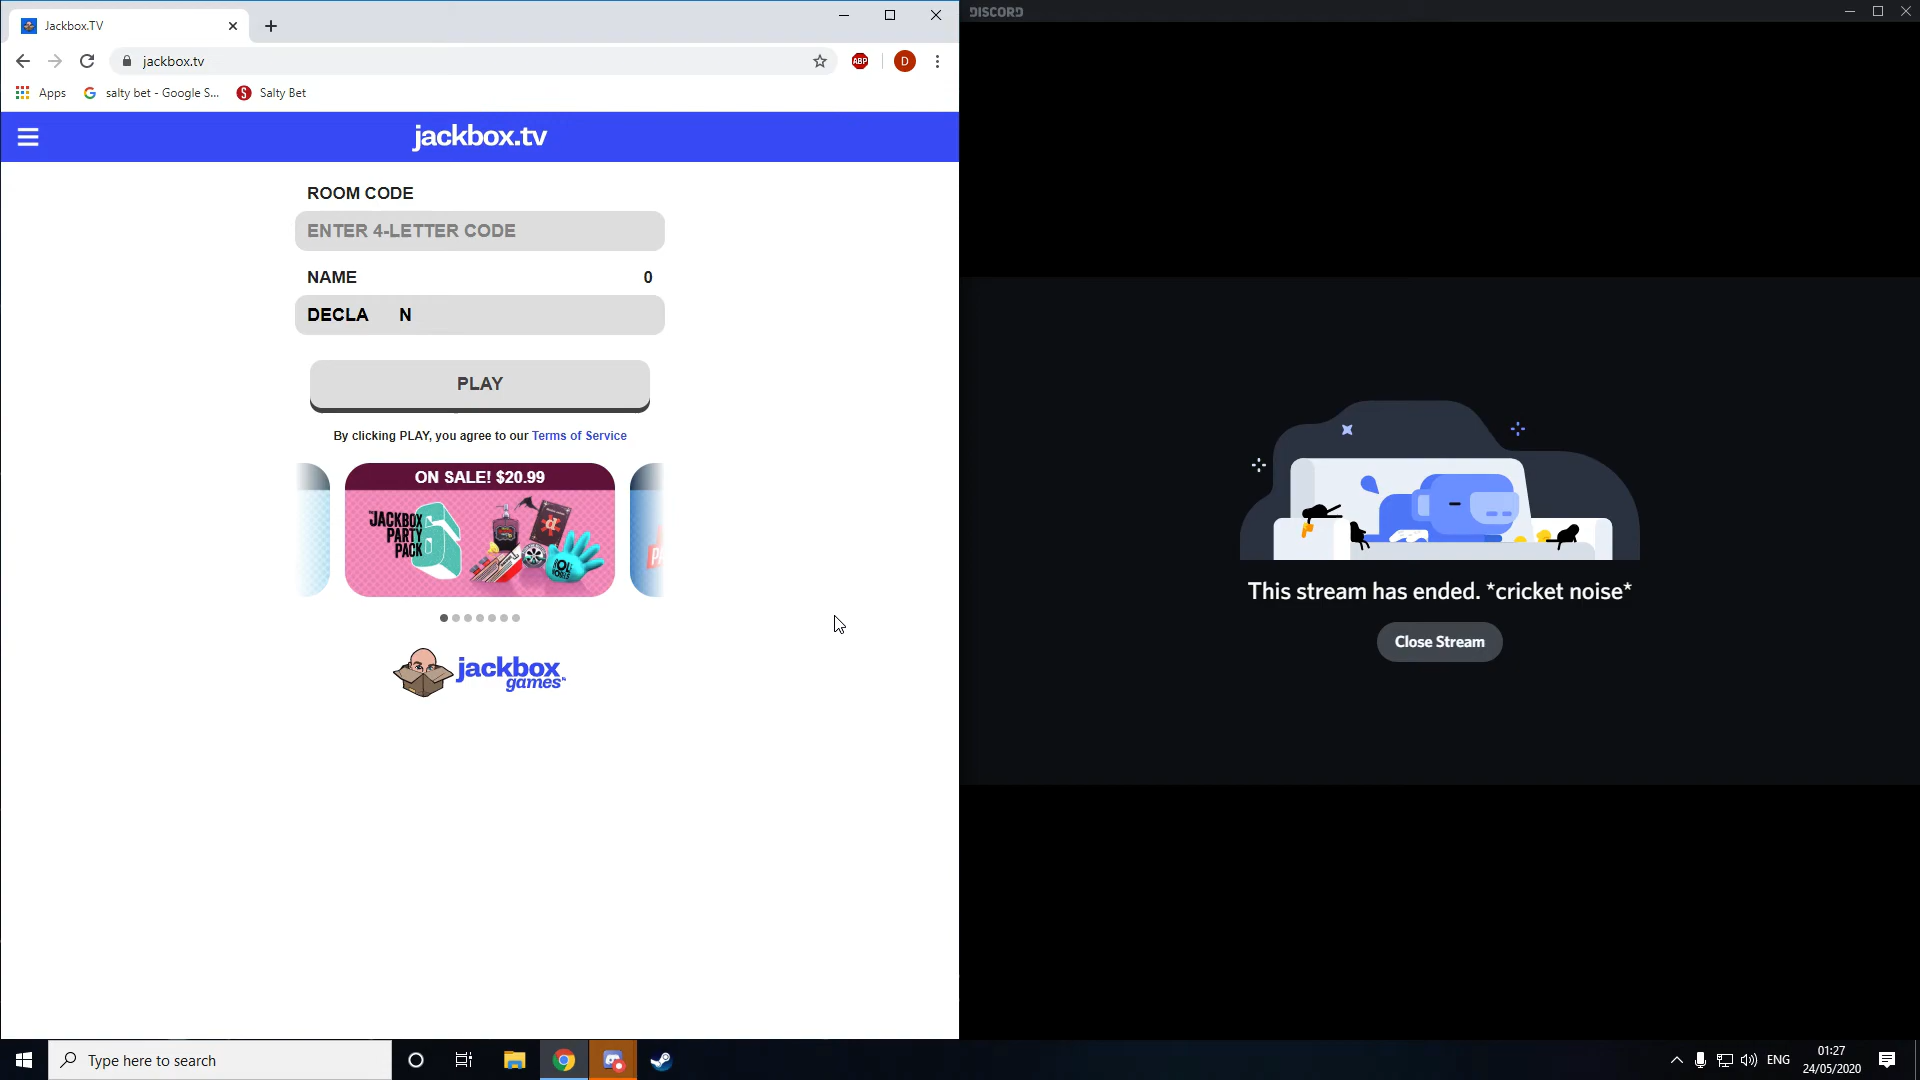 Jackbox.TV
jackbox.tv
ABP
D
Apps
salty bet - Google S...
Salty Bet
jackbox.tv
ROOM CODE
ENTER 4-LETTER CODE
NAME 0
DECLA N
PLAY
By clicking PLAY, you agree to our Terms of Service
ON SALE! $20.99
THE
JACKBOX
PARTY
PACK
6
jackbox
games
DISCORD
This stream has ended. *cricket noise*
Close Stream
Type here to search
ENG
01:27
24/05/2020